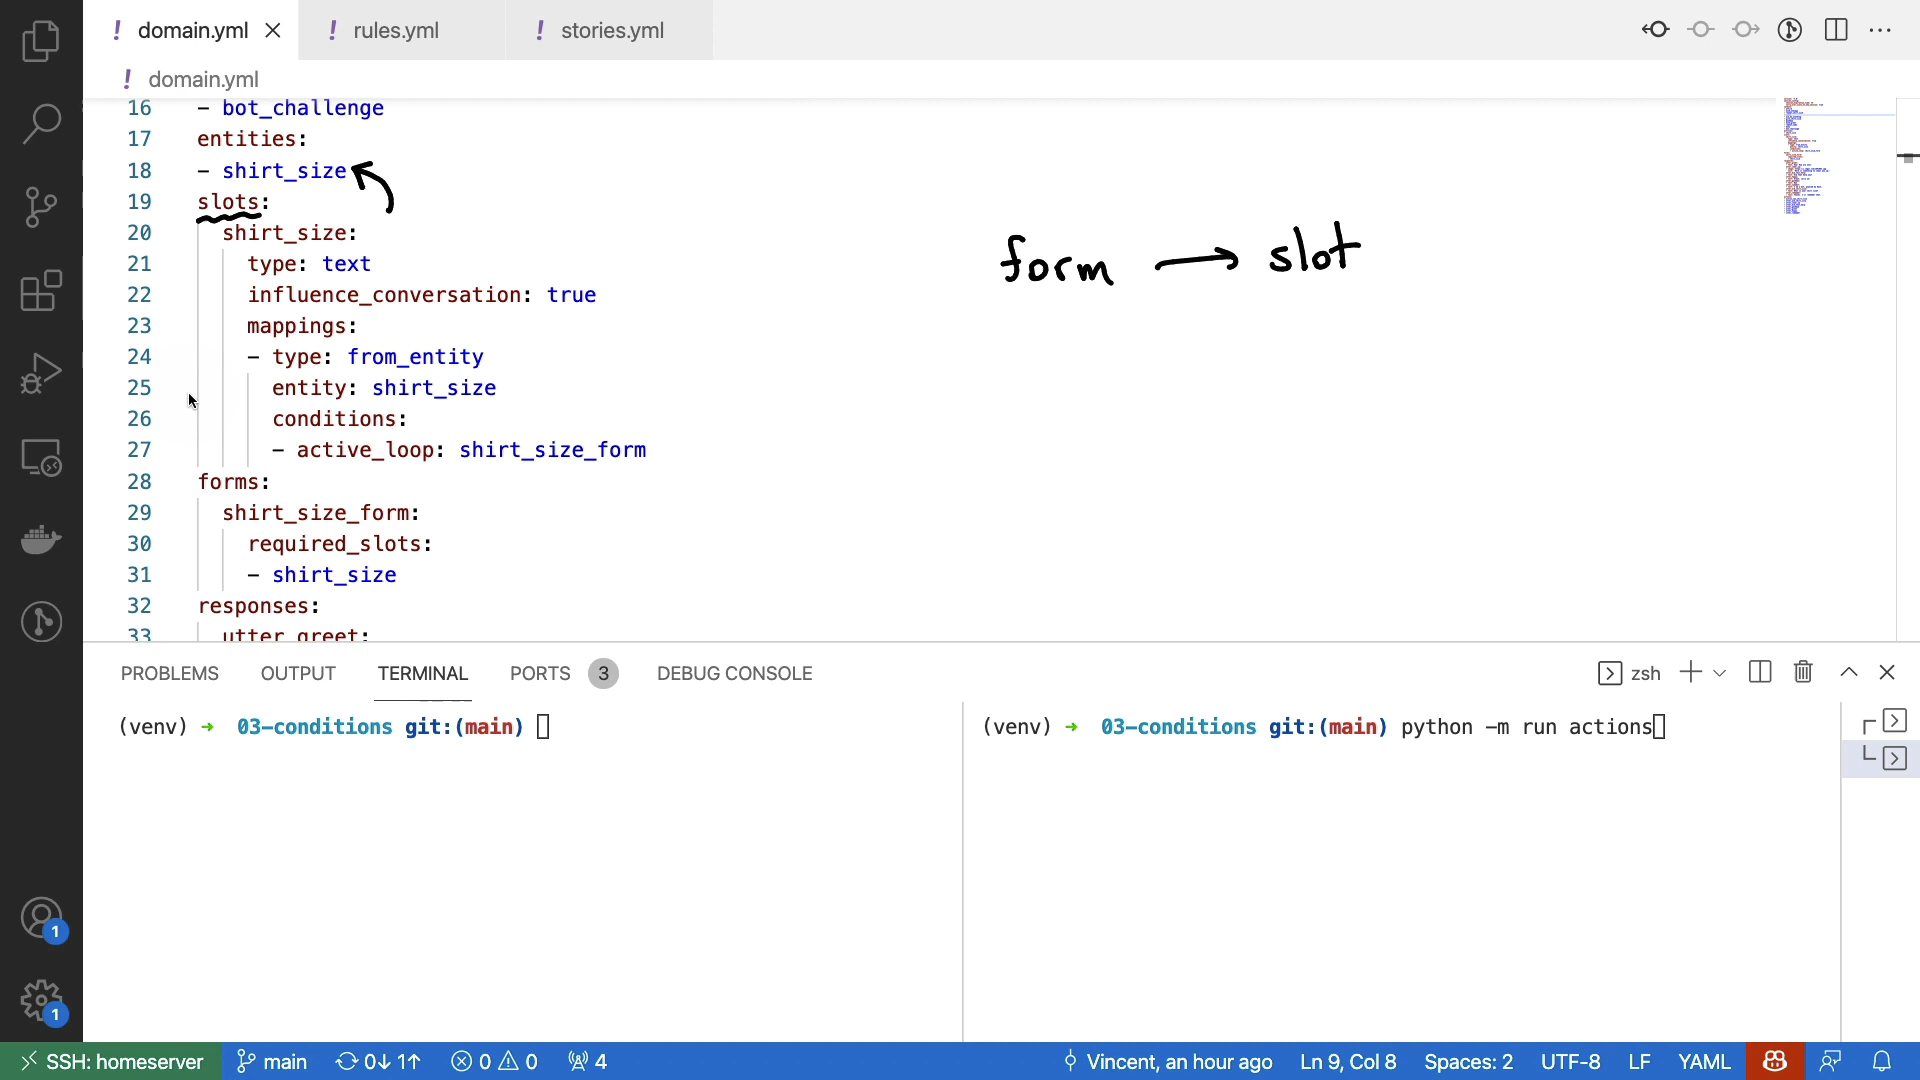 domain.yml
rules.yml
stories.yml
domain.yml
16 - bot_challenge
17 entities:
18 - shirt_size
19 slots:
20 shirt_size:
21 type: text
22 influence_conversation: true
23 mappings:
24 - type: from_entity
25 entity: shirt_size
26 conditions:
27 - active_loop: shirt_size_form
28 forms:
29 shirt_size_form:
30 required_slots:
31 - shirt_size
32 responses:
33 utter_greet:
form → slot
PROBLEMS OUTPUT TERMINAL PORTS 3 DEBUG CONSOLE
zsh
(venv) → 03-conditions git:(main)
(venv) → 03-conditions git:(main) python -m run actions
1
1
SSH: homeserver main 0↓ 1↑ 0 0 4 Vincent, an hour ago Ln 9, Col 8 Spaces: 2 UTF-8 LF YAML